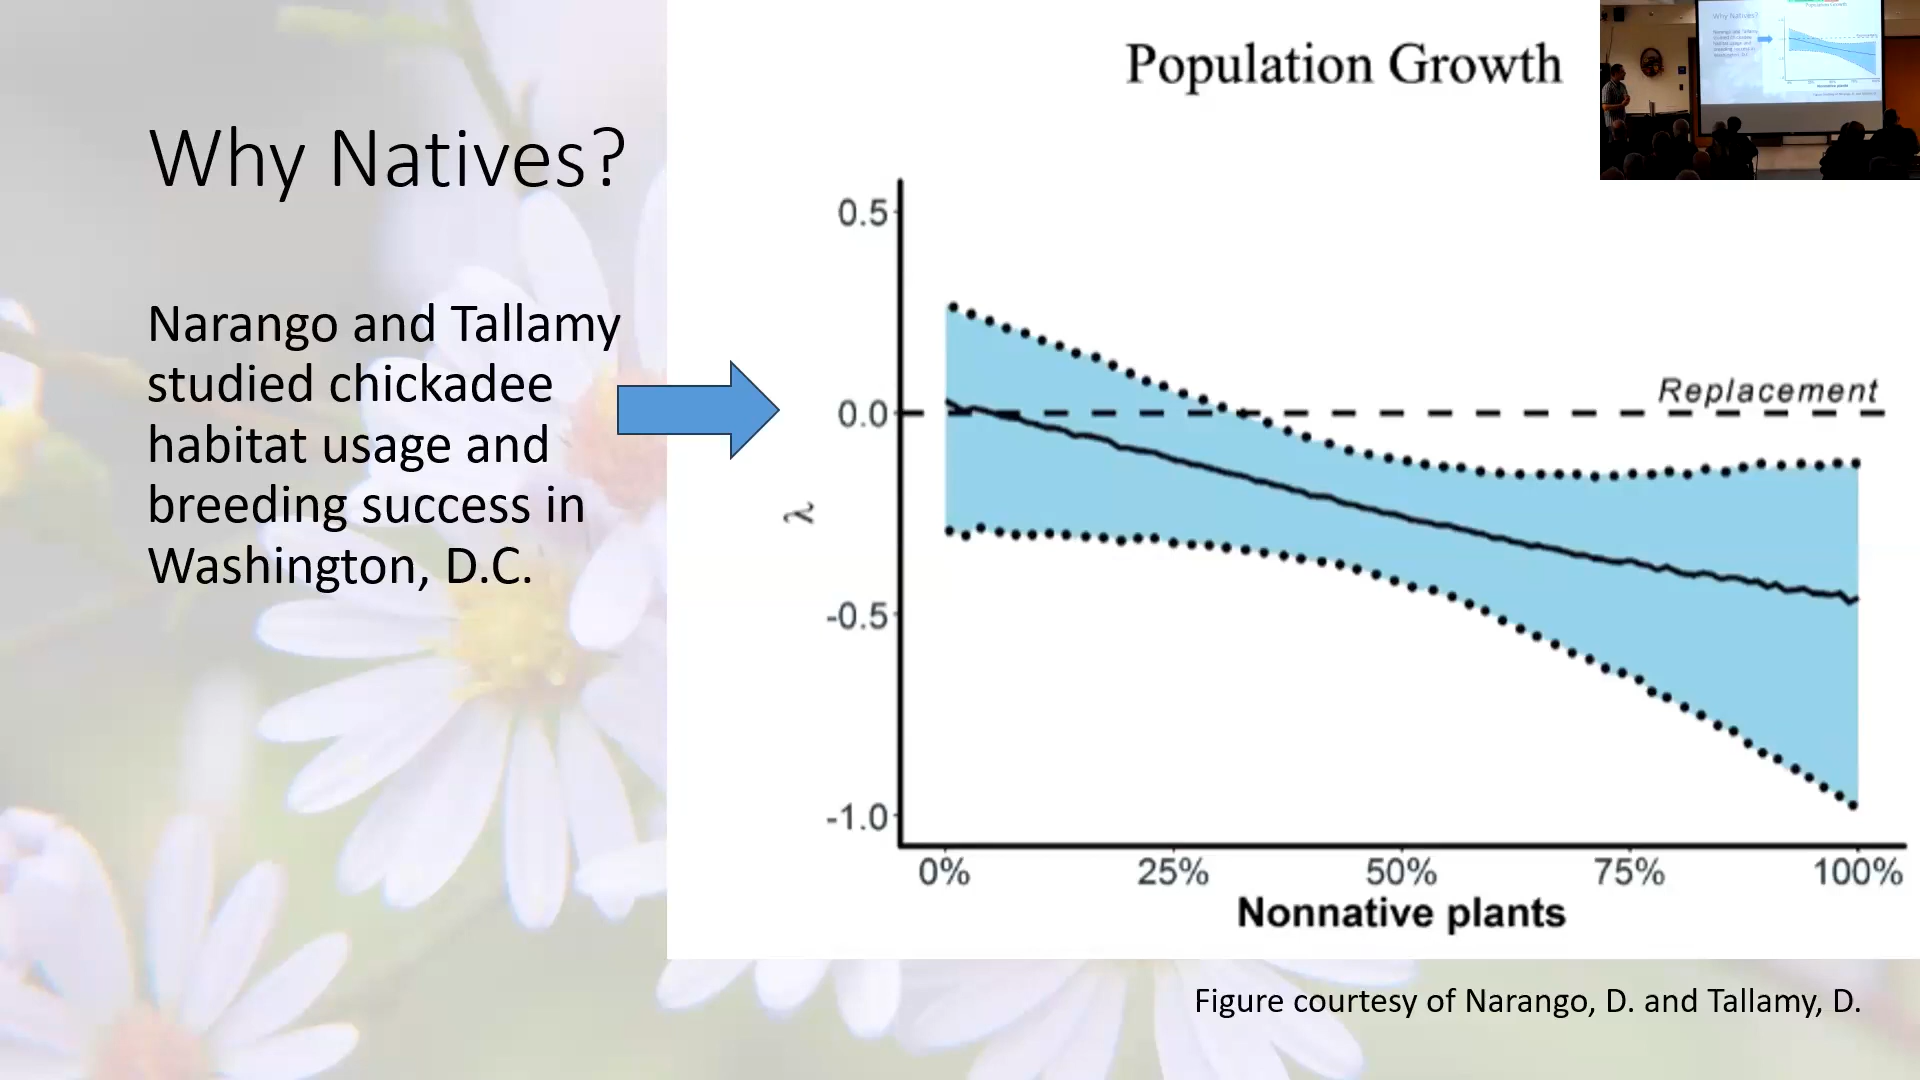 Why Natives?
Narango and Tallamy
studied chickadee
habitat usage and
breeding success in
Washington, D.C.
Population Growth
0.5
0.0
-0.5
-1.0
λ
Replacement
0%
25%
50%
75%
100%
Nonnative plants
Figure courtesy of Narango, D. and Tallamy, D.
Why Natives?